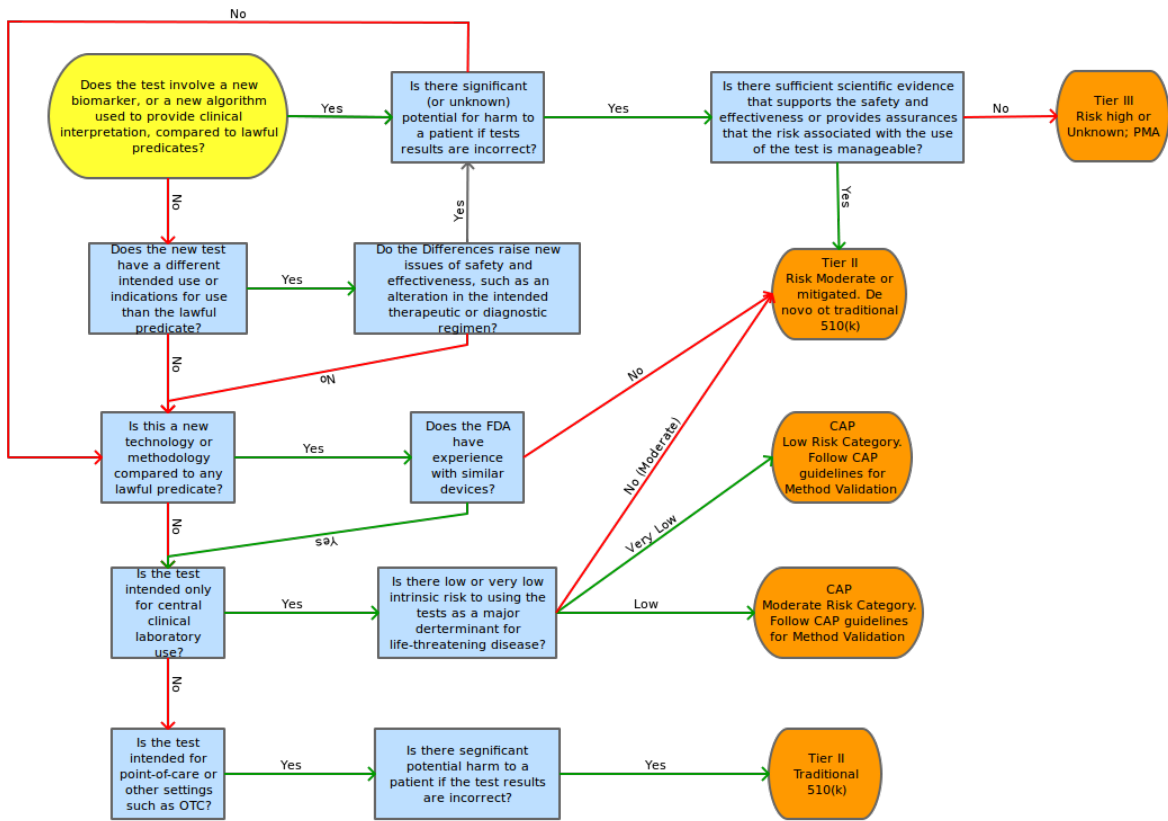 No
Does the test involve a new
biomarker, or a new algorithm
used to provide clinical
interpretation, compared to lawful
predicates?
Yes
Is there significant
(or unknown)
potential for harm to
a patient if tests
results are incorrect?
Yes
Is there sufficient scientific evidence
that supports the safety and
effectiveness or provides assurances
that the risk associated with the use
of the test is manageable?
No
Tier III
Risk high or
Unknown; PMA
No
Yes
Yes
Does the new test
have a different
intended use or
indications for use
than the lawful
predicate?
Yes
Do the Differences raise new
issues of safety and
effectiveness, such as an
alteration in the intended
therapeutic or diagnostic
regimen?
Tier II
Risk Moderate or
mitigated. De
novo ot traditional
510(k)
No
No
No
Is this a new
technology or
methodology
compared to any
lawful predicate?
Yes
Does the FDA
have
experience
with similar
devices?
No (Moderate)
CAP
Low Risk Category.
Follow CAP
guidelines for
Method Validation
No
Yes
Very Low
Is the test
intended only
for central
clinical
laboratory
use?
Yes
Is there low or very low
intrinsic risk to using the
tests as a major
derterminant for
life-threatening disease?
Low
CAP
Moderate Risk Category.
Follow CAP guidelines
for Method Validation
No
Is the test
intended for
point-of-care or
other settings
such as OTC?
Yes
Is there segnificant
potential harm to a
patient if the test results
are incorrect?
Yes
Tier II
Traditional
510(k)